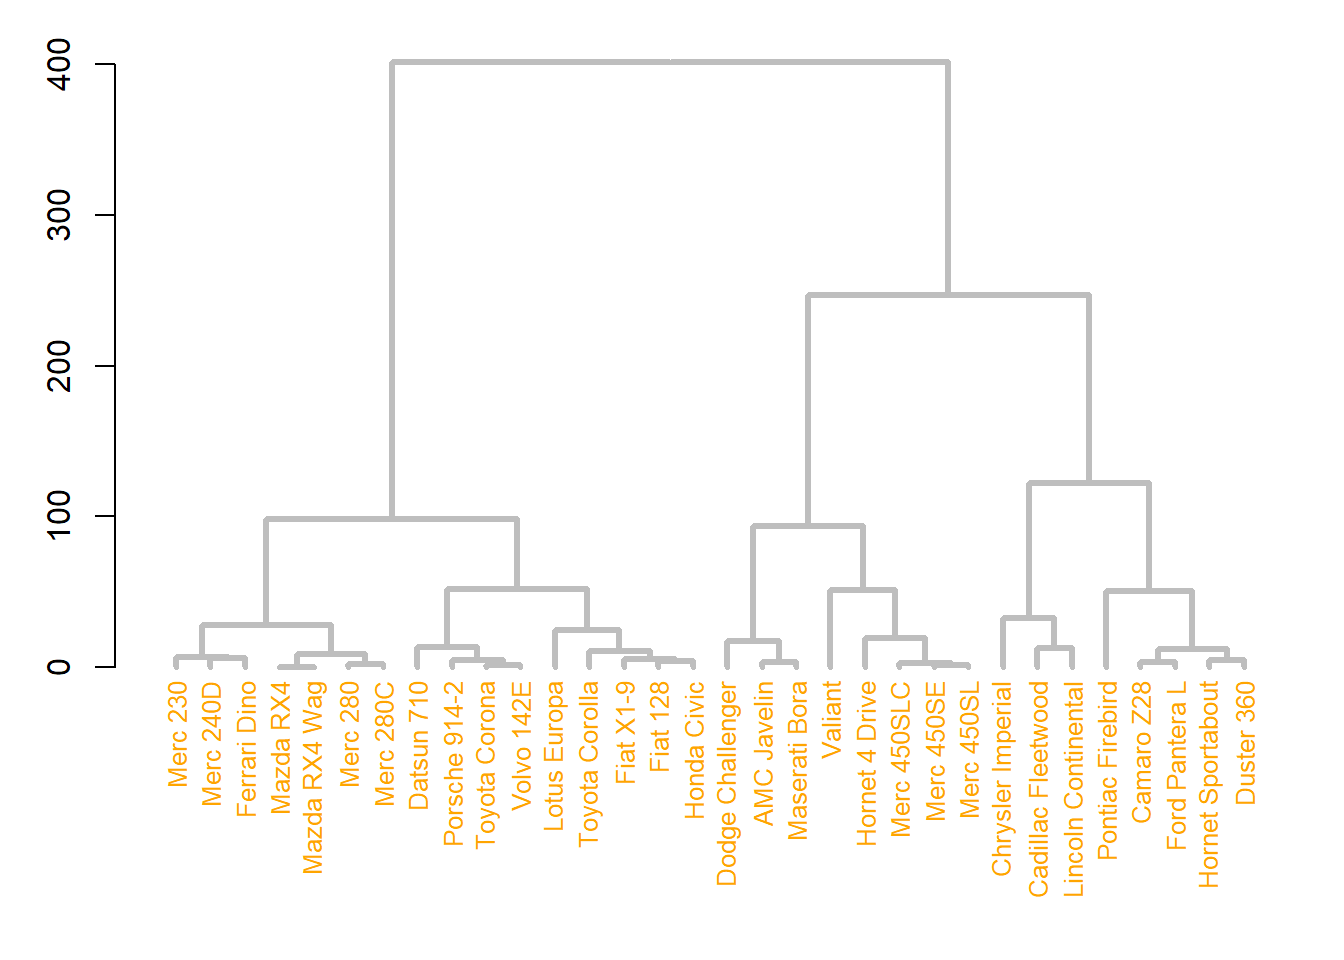 400
300
200
100
0
Merc 230
Merc 240D
Ferrari Dino
Mazda RX4
Mazda RX4 Wag
Merc 280
Merc 280C
Datsun 710
Porsche 914-2
Toyota Corona
Volvo 142E
Lotus Europa
Toyota Corolla
Fiat X1-9
Fiat 128
Honda Civic
Dodge Challenger
AMC Javelin
Maserati Bora
Valiant
Hornet 4 Drive
Merc 450SLC
Merc 450SE
Merc 450SL
Chrysler Imperial
Cadillac Fleetwood
Lincoln Continental
Pontiac Firebird
Camaro Z28
Ford Pantera L
Hornet Sportabout
Duster 360